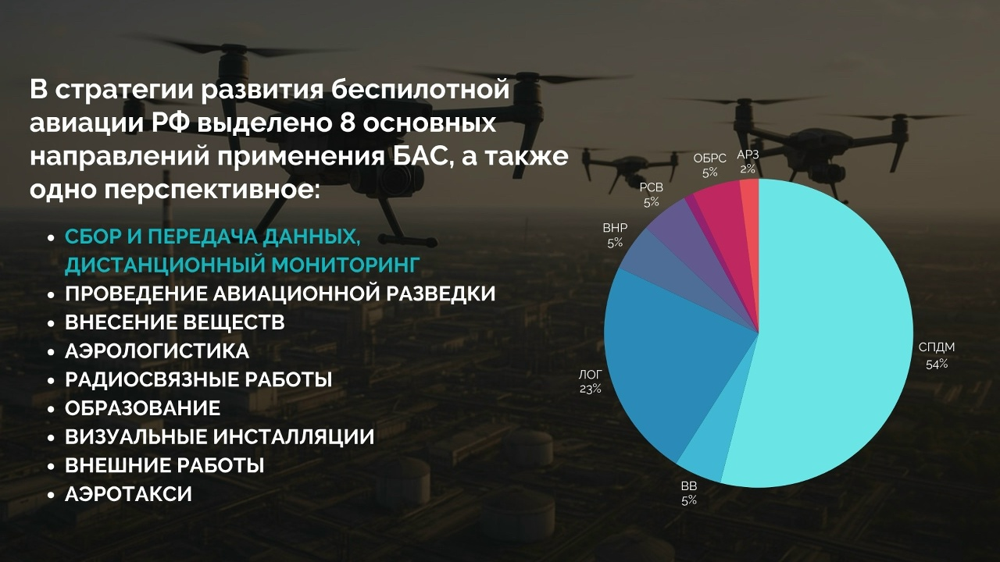 В стратегии развития беспилотной
авиации РФ выделено 8 основных
направлений применения БАС, а также
одно перспективное:
• СБОР И ПЕРЕДАЧА ДАННЫХ,
ДИСТАНЦИОННЫЙ МОНИТОРИНГ
• ПРОВЕДЕНИЕ АВИАЦИОННОЙ РАЗВЕДКИ
• ВНЕСЕНИЕ ВЕЩЕСТВ
• АЭРОЛОГИСТИКА
• РАДИОСВЯЗНЫЕ РАБОТЫ
• ОБРАЗОВАНИЕ
• ВИЗУАЛЬНЫЕ ИНСТАЛЛЯЦИИ
• ВНЕШНИЕ РАБОТЫ
• АЭРОТАКСИ
АРЗ
2%
ОБРС
5%
РСВ
5%
ВНР
5%
ЛОГ
23%
ВВ
5%
СПДМ
54%